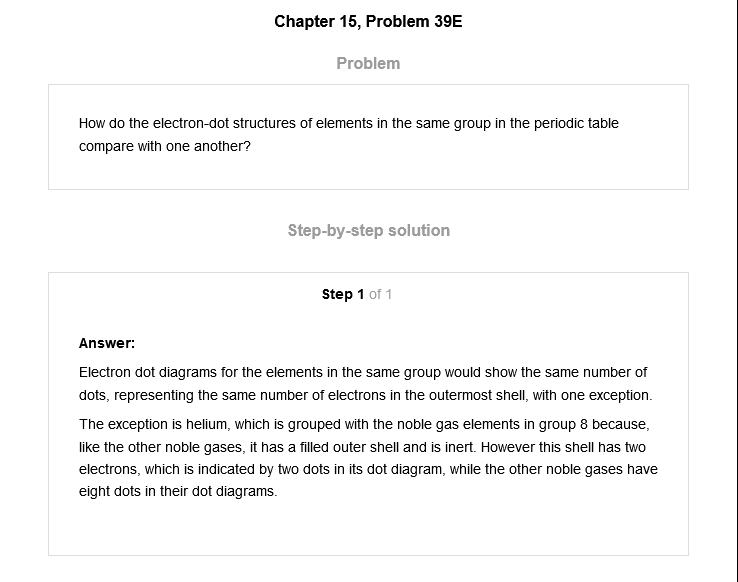 Chapter 15, Problem 39E
Problem
How do the electron-dot structures of elements in the same group in the periodic table
compare with one another?
Step-by-step solution
Step 1 of 1
Answer:
Electron dot diagrams for the elements in the same group would show the same number of
dots, representing the same number of electrons in the outermost shell, with one exception.
The exception is helium, which is grouped with the noble gas elements in group 8 because,
like the other noble gases, it has a filled outer shell and is inert. However this shell has two
electrons, which is indicated by two dots in its dot diagram, while the other noble gases have
eight dots in their dot diagrams.